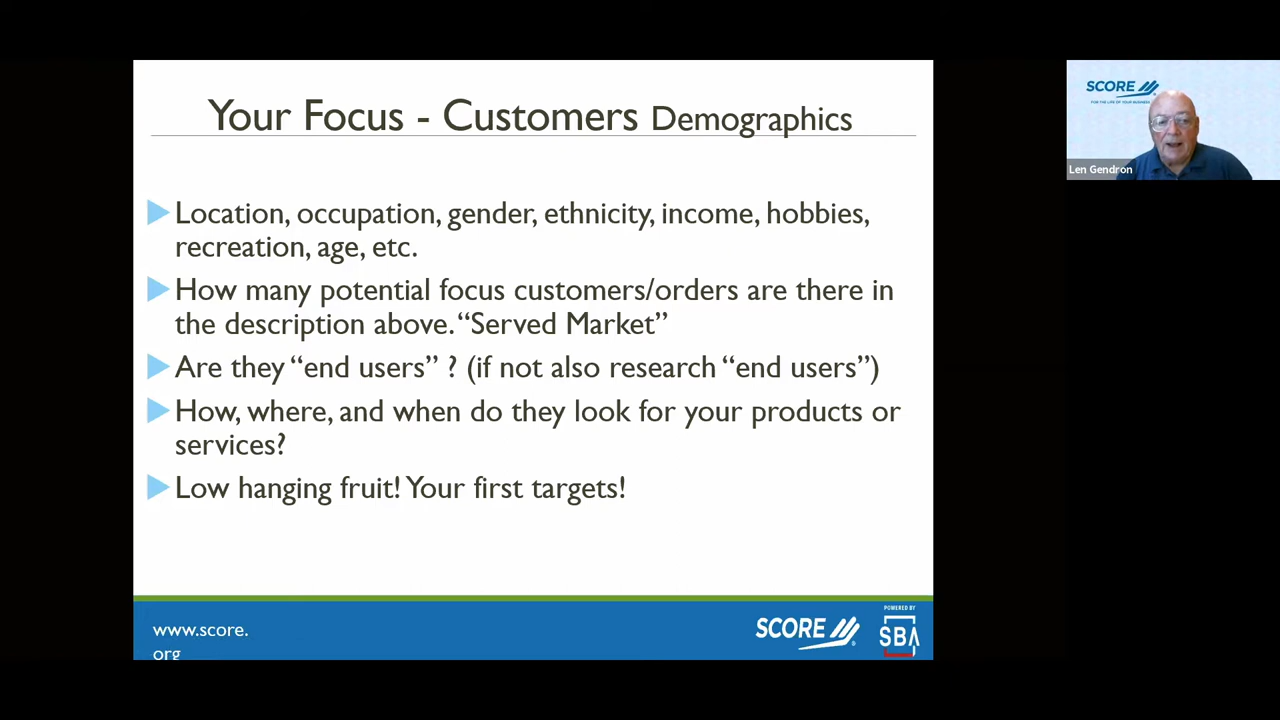 Your Focus - Customers Demographics
Location, occupation, gender, ethnicity, income, hobbies,
recreation, age, etc.
How many potential focus customers/orders are there in
the description above. “Served Market”
Are they “end users” ? (if not also research “end users”)
How, where, and when do they look for your products or
services?
Low hanging fruit! Your first targets!
www.score.
org
SCORE
POWERED BY
SBA
SCORE
FOR THE LIFE OF YOUR BUSINESS
Len Gendron